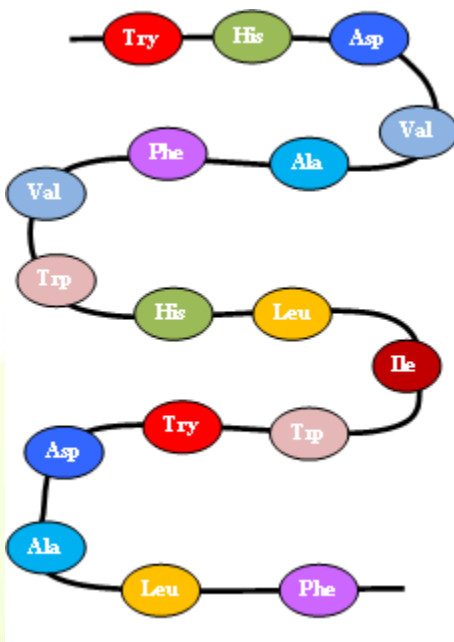 Try His Asp
Val
Phe Ala
Val
Trp
His Leu
Ile
Try Trp
Asp
Ala
Leu Phe